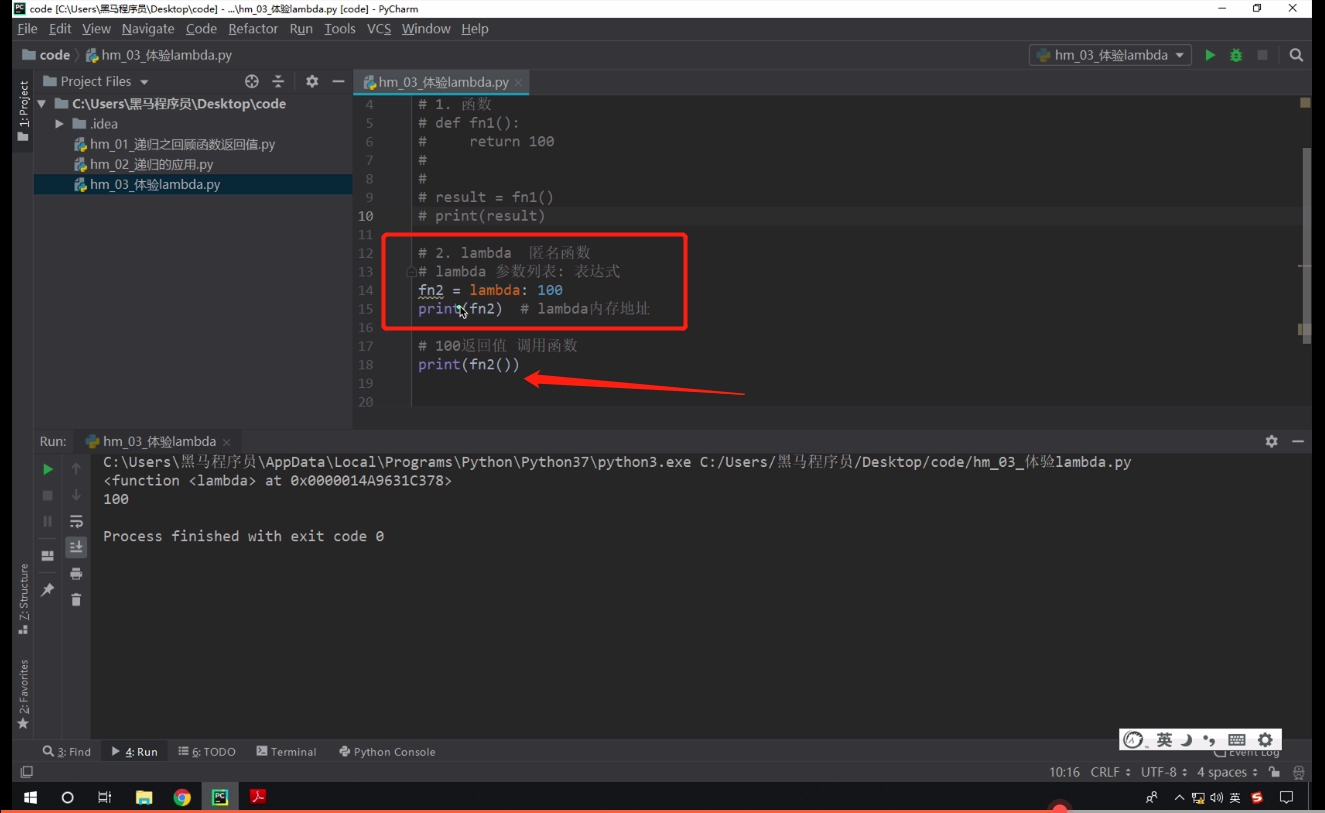 code [C:\Users\黑马程序员\Desktop\code] - ...\hm_03_体验lambda.py [code] - PyCharm
File Edit View Navigate Code Refactor Run Tools VCS Window Help
code hm_03_体验lambda.py
hm_03_体验lambda
1: Project
Project Files
hm_03_体验lambda.py
C:\Users\黑马程序员\Desktop\code
.idea
hm_01_递归之回顾函数返回值.py
hm_02_递归的应用.py
hm_03_体验lambda.py
4 # 1. 函数
5 # def fn1():
6 #     return 100
7 #
8 #
9 # result = fn1()
10 # print(result)
11
12 # 2. lambda  匿名函数
13 # lambda 参数列表: 表达式
14 fn2 = lambda: 100
15 print(fn2)  # lambda内存地址
16
17 # 100返回值 调用函数
18 print(fn2())
19
20
Run: hm_03_体验lambda
C:\Users\黑马程序员\AppData\Local\Programs\Python\Python37\python3.exe C:/Users/黑马程序员/Desktop/code/hm_03_体验lambda.py
<function <lambda> at 0x0000014A9631C378>
100
Process finished with exit code 0
Z: Structure
2: Favorites
3: Find 4: Run 6: TODO Terminal Python Console
英
Event Log
10:16 CRLF UTF-8 4 spaces
英